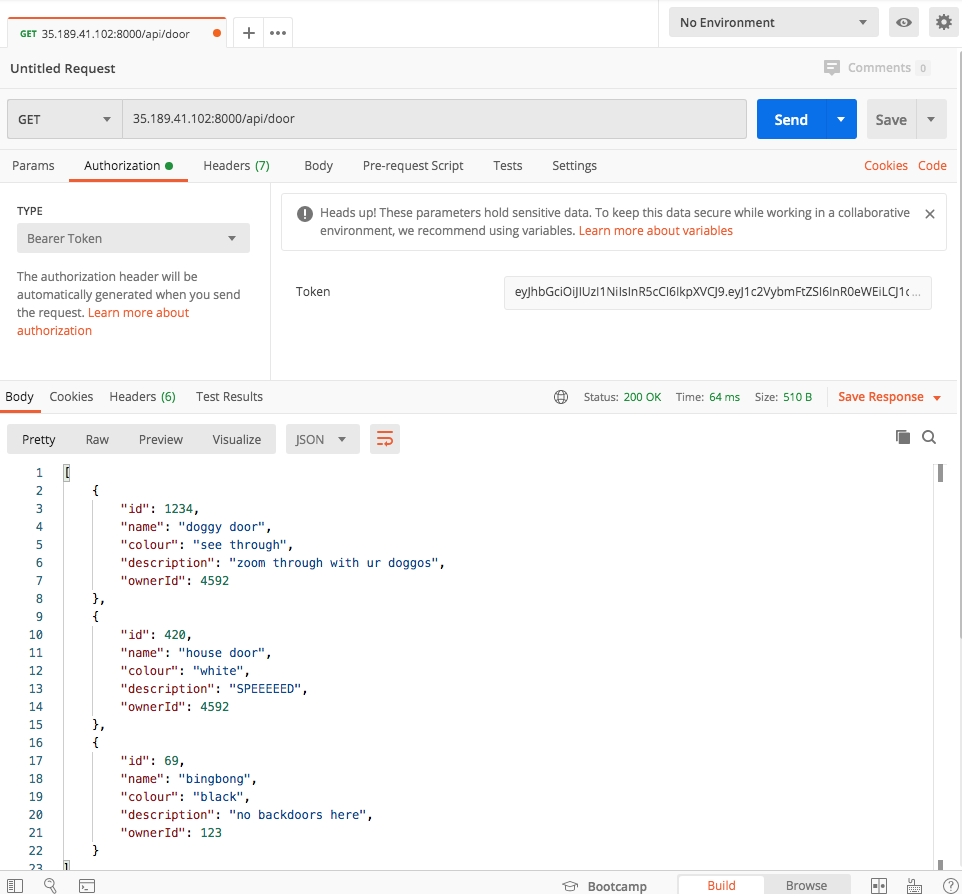 GET 35.189.41.102:8000/api/door
No Environment
Untitled Request
Comments 0
GET 35.189.41.102:8000/api/door Send Save
Params Authorization Headers (7) Body Pre-request Script Tests Settings Cookies Code
TYPE
Bearer Token
The authorization header will be
automatically generated when you send
the request. Learn more about
authorization
Heads up! These parameters hold sensitive data. To keep this data secure while working in a collaborative
environment, we recommend using variables. Learn more about variables
Token
Body Cookies Headers (6) Test Results Status: 200 OK Time: 64 ms Size: 510 B Save Response
Pretty Raw Preview Visualize JSON
1 [
2 {
3 "id": 1234,
4 "name": "doggy door",
5 "colour": "see through",
6 "description": "zoom through with ur doggos",
7 "ownerId": 4592
8 },
9 {
10 "id": 420,
11 "name": "house door",
12 "colour": "white",
13 "description": "SPEEEEED",
14 "ownerId": 4592
15 },
16 {
17 "id": 69,
18 "name": "bingbong",
19 "colour": "black",
20 "description": "no backdoors here",
21 "ownerId": 123
22 }
23 ]
Bootcamp Build Browse